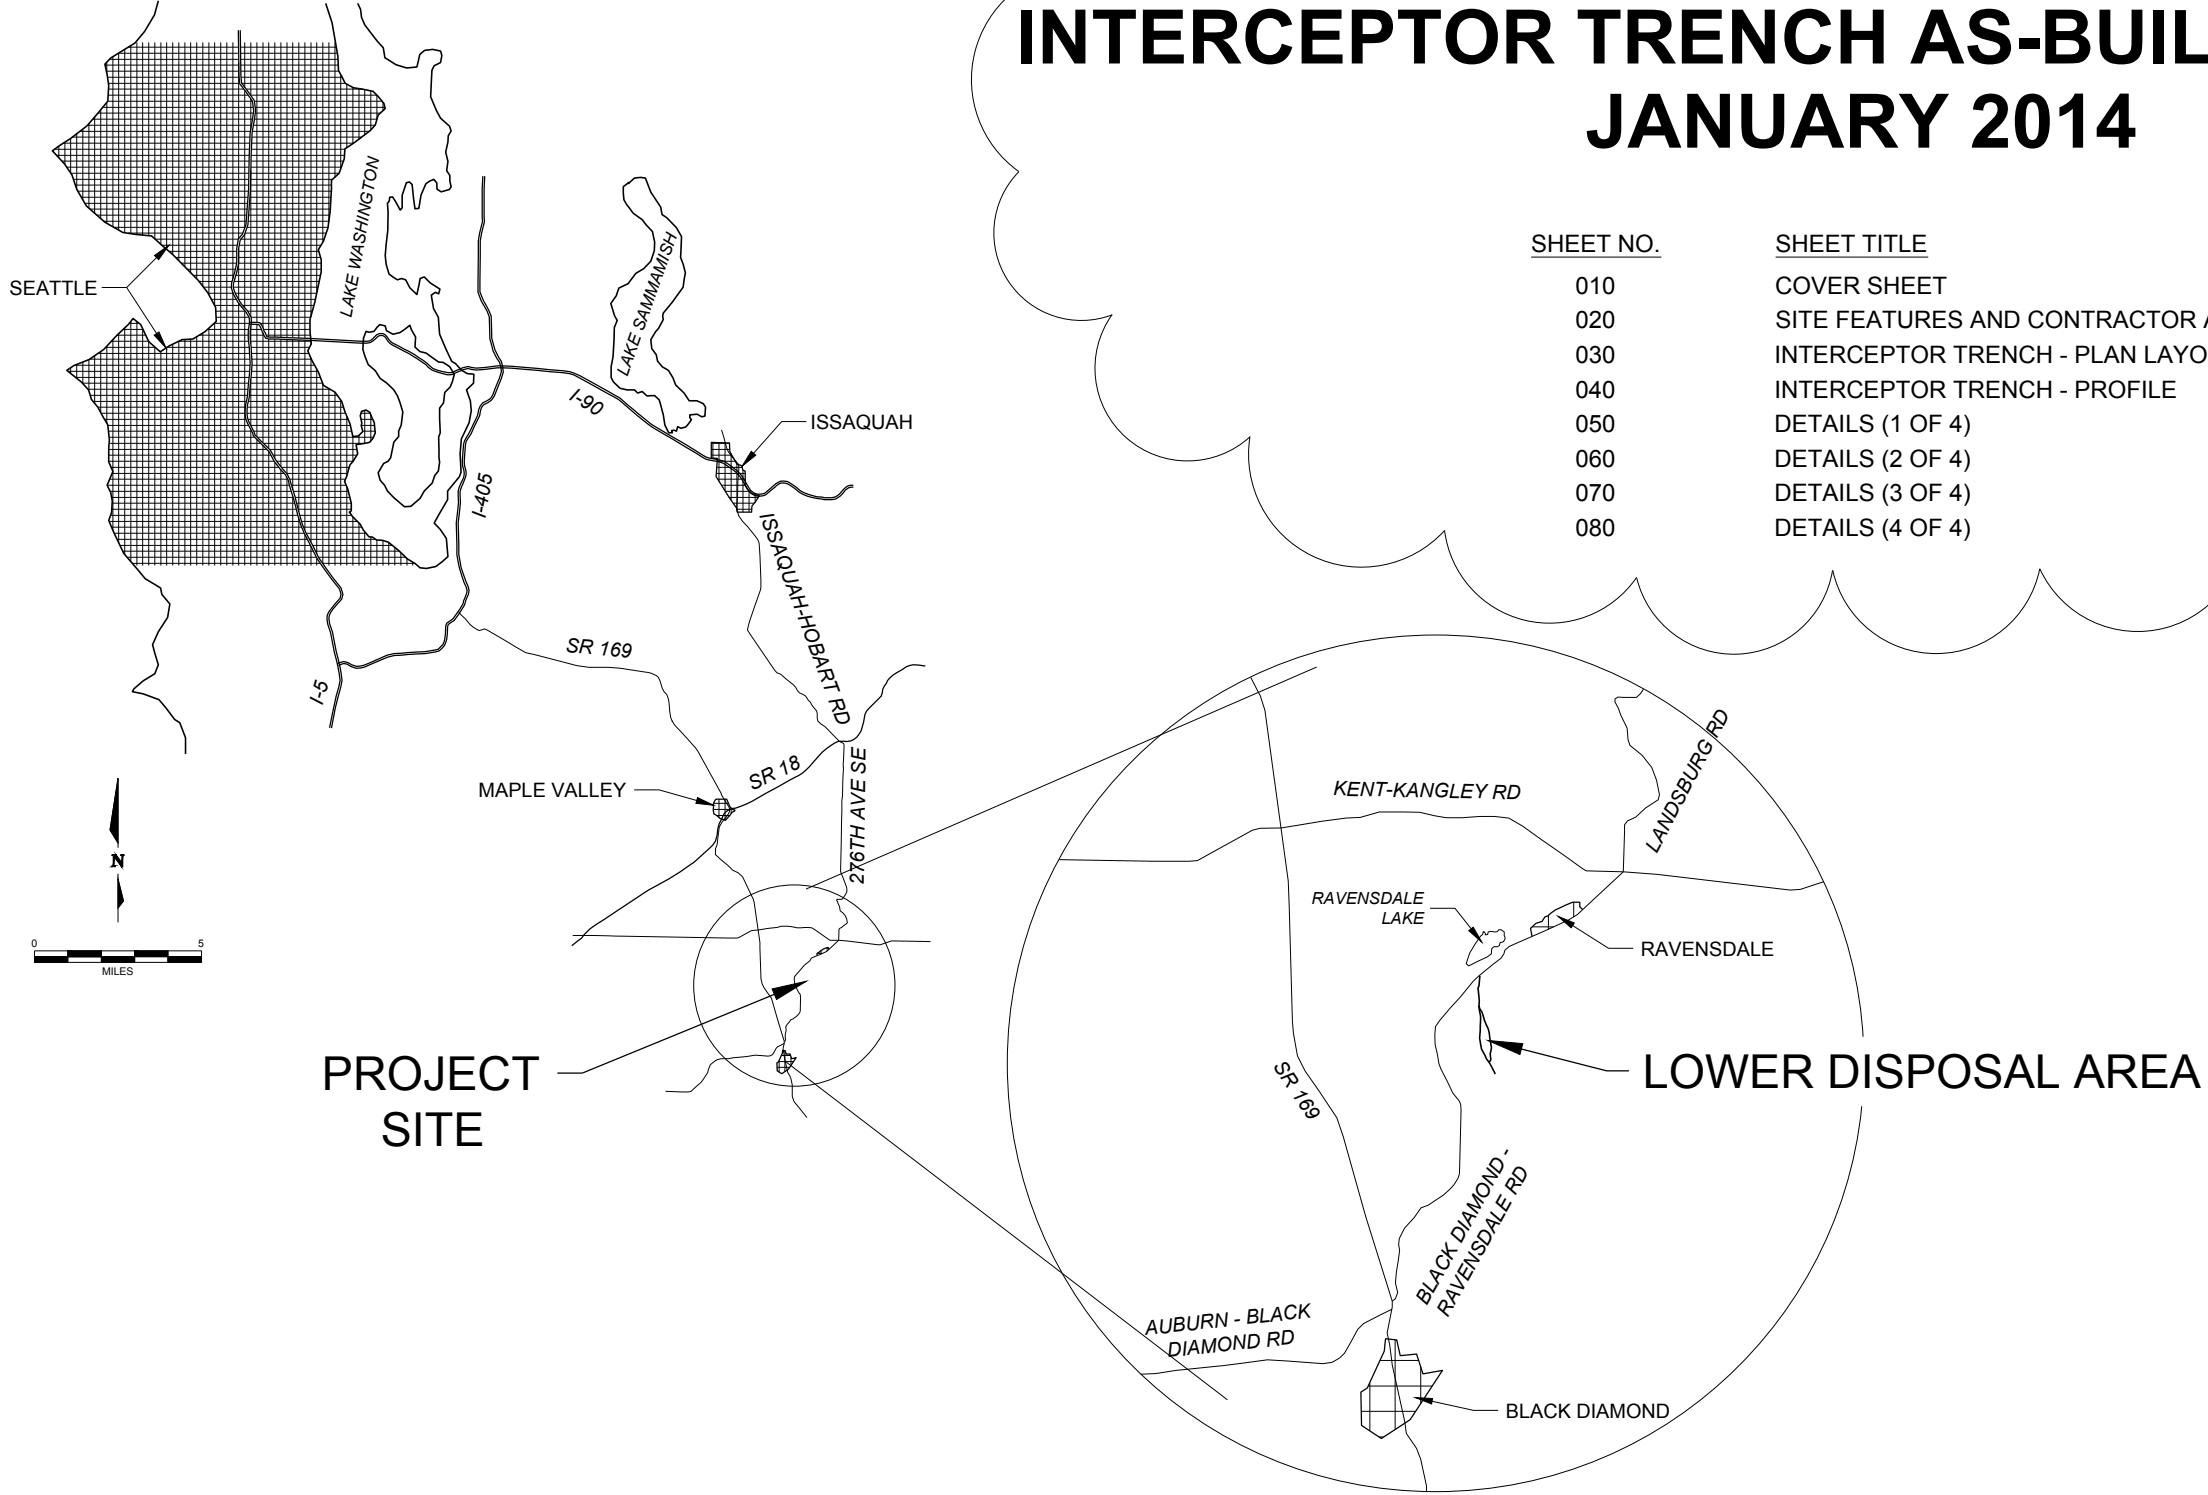 INTERCEPTOR TRENCH AS-BUIL
JANUARY 2014
SHEET NO. SHEET TITLE
010 COVER SHEET
020 SITE FEATURES AND CONTRACTOR
030 INTERCEPTOR TRENCH - PLAN LAYO
040 INTERCEPTOR TRENCH - PROFILE
050 DETAILS (1 OF 4)
060 DETAILS (2 OF 4)
070 DETAILS (3 OF 4)
080 DETAILS (4 OF 4)
SEATTLE
LAKE WASHINGTON
LAKE SAMMAMISH
I-90
ISSAQUAH
I-405
ISSAQUAH-HOBART RD
SR 169
I-5
SR 18
276TH AVE SE
MAPLE VALLEY
N
0 5
MILES
PROJECT
SITE
KENT-KANGLEY RD
LANDSBURG RD
RAVENSDALE
LAKE
RAVENSDALE
SR 169
LOWER DISPOSAL AREA
BLACK DIAMOND -
RAVENSDALE RD
AUBURN - BLACK
DIAMOND RD
BLACK DIAMOND